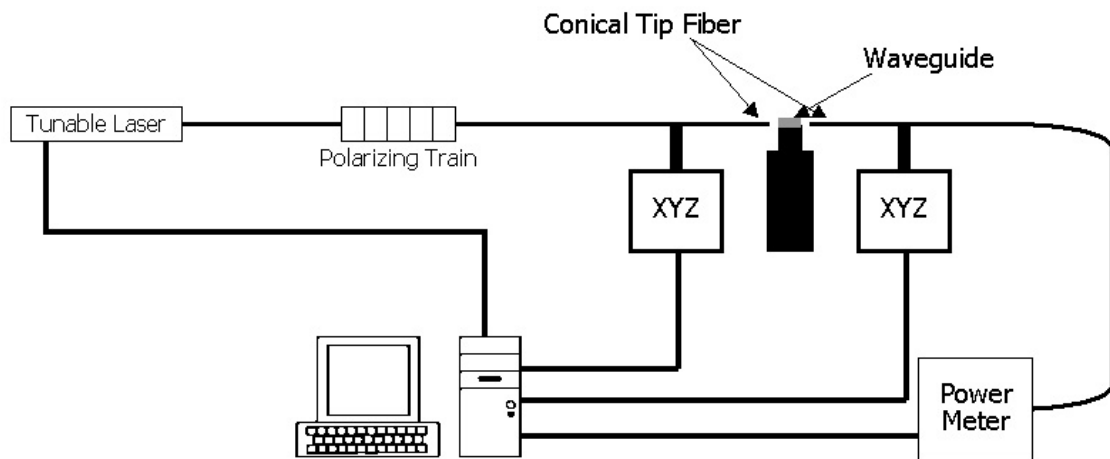 Conical Tip Fiber
Waveguide
Tunable Laser
Polarizing Train
XYZ
XYZ
Power
Meter